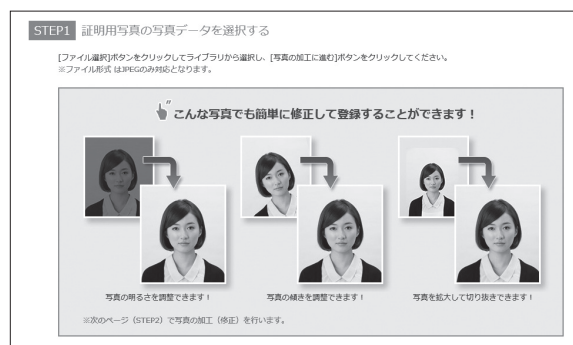 STEP1 証明用写真の写真データを選択する
[ファイル選択]ボタンをクリックしてライブラリから選択し、[写真の加工に進む]ボタンをクリックしてください。
※ファイル形式 はJPEGのみ対応となります。
こんな写真でも簡単に修正して登録することができます！
写真の明るさを調整できます！
写真の傾きを調整できます！
写真を拡大して切り抜きできます！
※次のページ（STEP2）で写真の加工（修正）を行います。